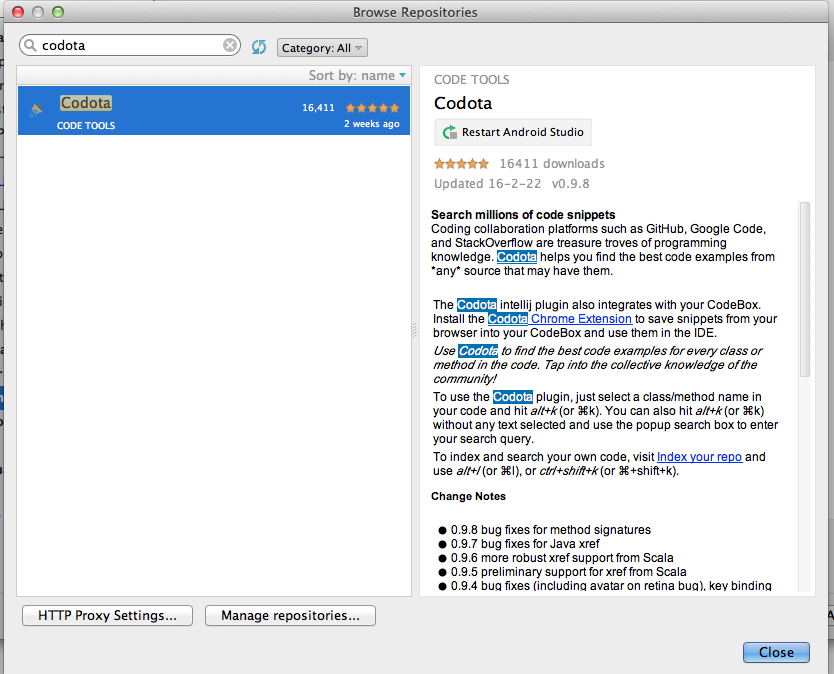 Browse Repositories
codota
Category: All
Sort by: name
Codota
16,411
CODE TOOLS
2 weeks ago
CODE TOOLS
Codota
Restart Android Studio
16411 downloads
Updated 16-2-22 v0.9.8
Search millions of code snippets
Coding collaboration platforms such as GitHub, Google Code,
and StackOverflow are treasure troves of programming
knowledge. Codota helps you find the best code examples from
*any* source that may have them.
The Codota intellij plugin also integrates with your CodeBox.
Install the Codota Chrome Extension to save snippets from your
browser into your CodeBox and use them in the IDE.
Use Codota to find the best code examples for every class or
method in the code. Tap into the collective knowledge of the
community!
To use the Codota plugin, just select a class/method name in
your code and hit alt+k (or ⌘k). You can also hit alt+k (or ⌘k)
without any text selected and use the popup search box to enter
your search query.
To index and search your own code, visit Index your repo and
use alt+l (or ⌘l), or ctrl+shift+k (or ⌘+shift+k).
Change Notes
● 0.9.8 bug fixes for method signatures
● 0.9.7 bug fixes for Java xref
● 0.9.6 more robust xref support from Scala
● 0.9.5 preliminary support for xref from Scala
● 0.9.4 bug fixes (including avatar on retina bug), key binding
HTTP Proxy Settings...
Manage repositories...
Close